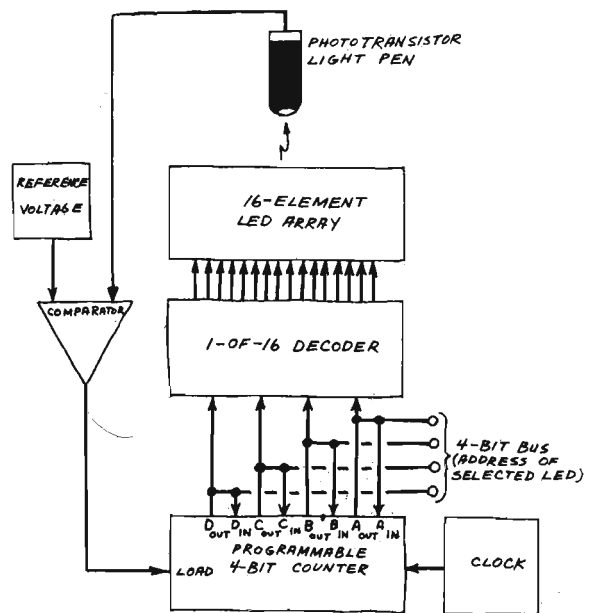 PHOTOTRANSISTOR
LIGHT PEN
REFERENCE
VOLTAGE
16-ELEMENT
LED ARRAY
COMPARATOR
1-OF-16 DECODER
4-BIT BUS
(ADDRESS OF
SELECTED LED)
D OUT D IN C OUT C IN B OUT B IN A OUT A IN
PROGRAMMABLE
4-BIT COUNTER
LOAD
CLOCK